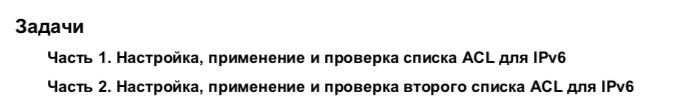 Задачи
Часть 1. Настройка, применение и проверка списка ACL для IPv6
Часть 2. Настройка, применение и проверка второго списка ACL для IPv6